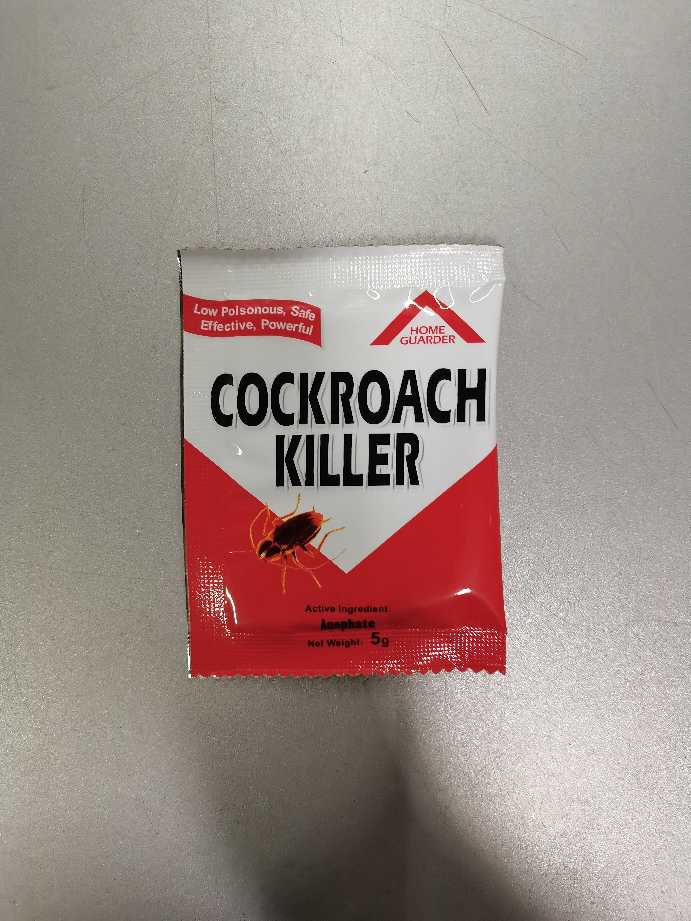 Low Poisonous, Safe
Effective, Powerful
HOME
GUARDER
COCKROACH
KILLER
Active Ingredient
Acephate
Net Weight: 5g